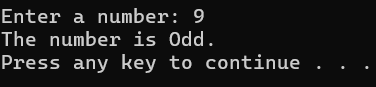 Enter a number: 9
The number is Odd.
Press any key to continue . . .